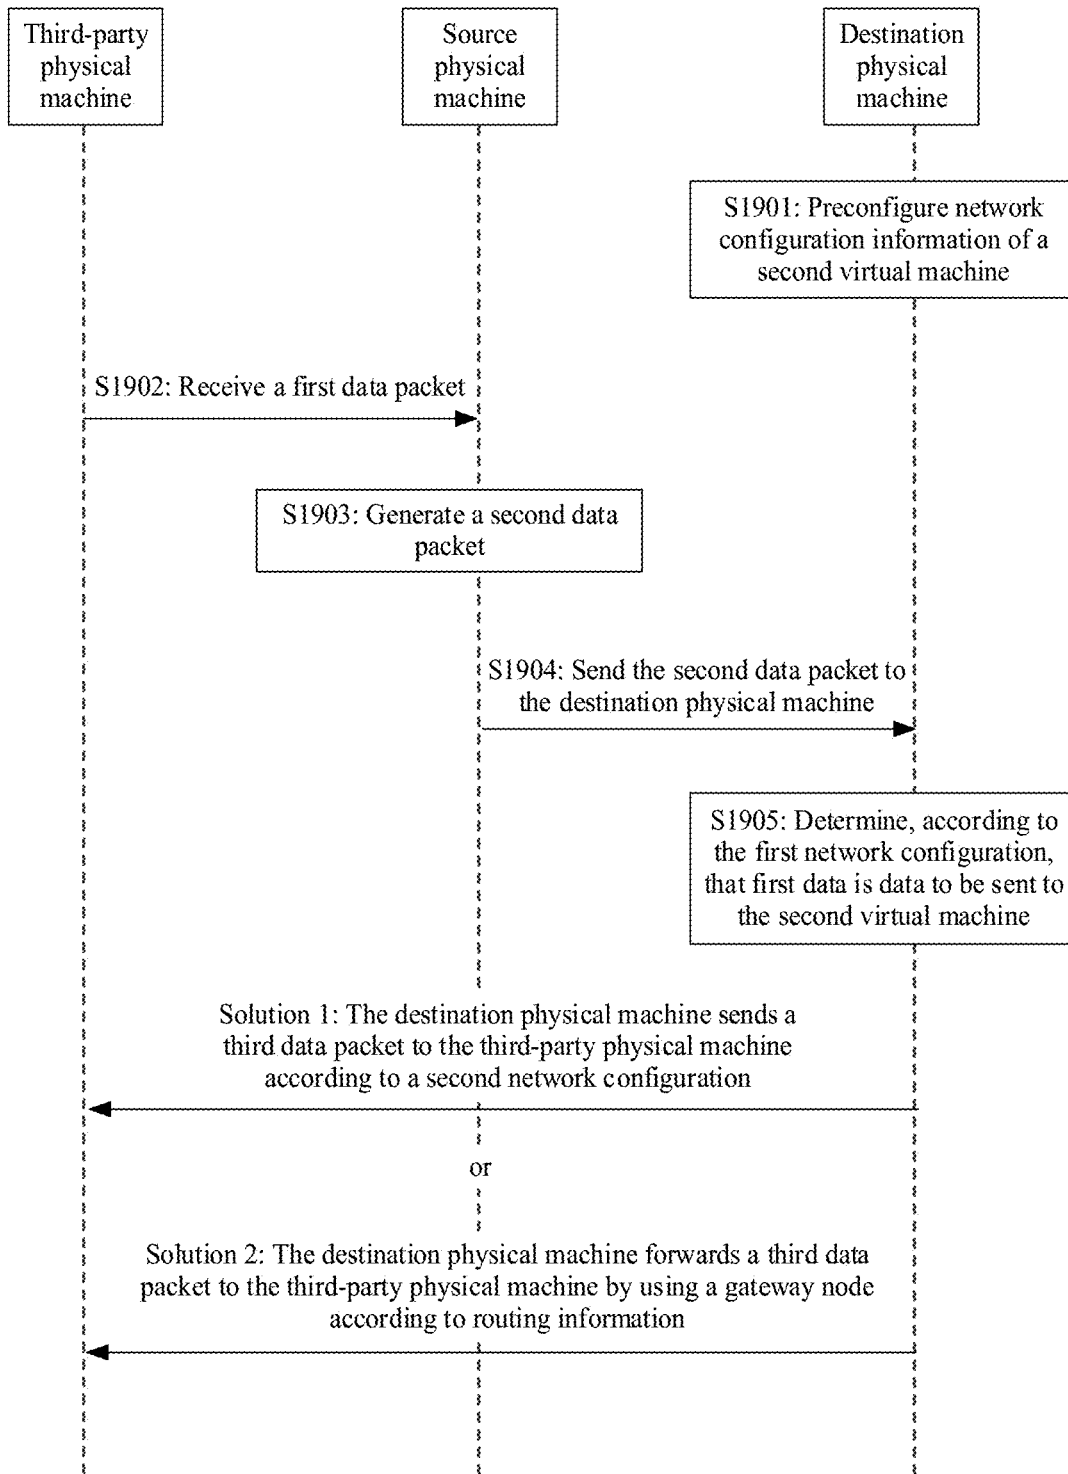 Third-party
physical
machine
Source
physical
machine
Destination
physical
machine
S1901: Preconfigure network
configuration information of a
second virtual machine
S1902: Receive a first data packet
S1903: Generate a second data
packet
S1904: Send the second data packet to
the destination physical machine
S1905: Determine, according to
the first network configuration,
that first data is data to be sent to
the second virtual machine
Solution 1: The destination physical machine sends a
third data packet to the third-party physical machine
according to a second network configuration
or
Solution 2: The destination physical machine forwards a third data
packet to the third-party physical machine by using a gateway node
according to routing information